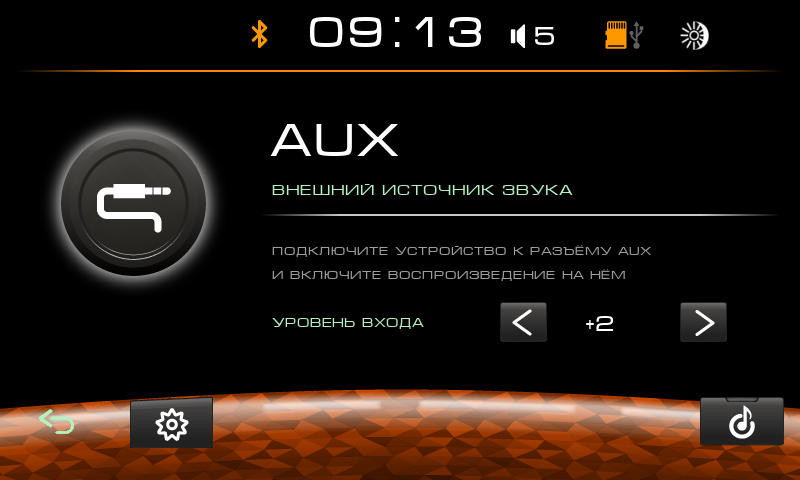 09:13 5
AUX
ВНЕШНИЙ ИСТОЧНИК ЗВУКА
ПОДКЛЮЧИТЕ УСТРОЙСТВО К РАЗЪЁМУ AUX
И ВКЛЮЧИТЕ ВОСПРОИЗВЕДЕНИЕ НА НЁМ
УРОВЕНЬ ВХОДА +2